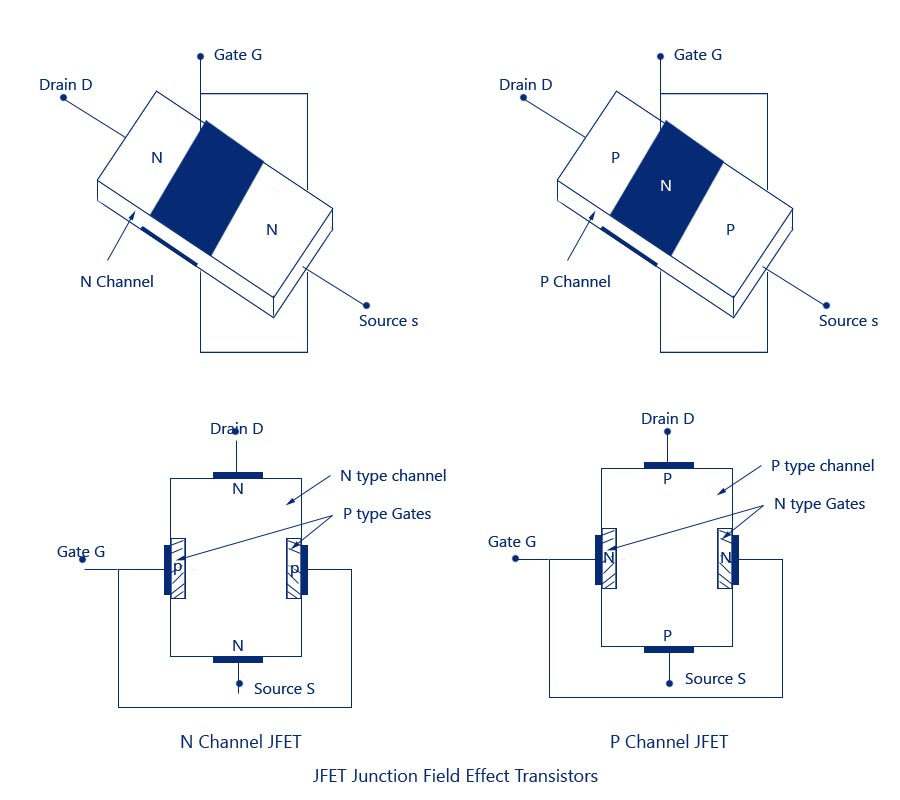 Gate G
Drain D
N
N
N Channel
Source s
Gate G
Drain D
P
N
P
P Channel
Source s
Drain D
N
N type channel
P type Gates
Gate G
p
p
N
Source S
N Channel JFET
Drain D
P
P type channel
N type Gates
Gate G
N
N
P
Source S
P Channel JFET
JFET Junction Field Effect Transistors